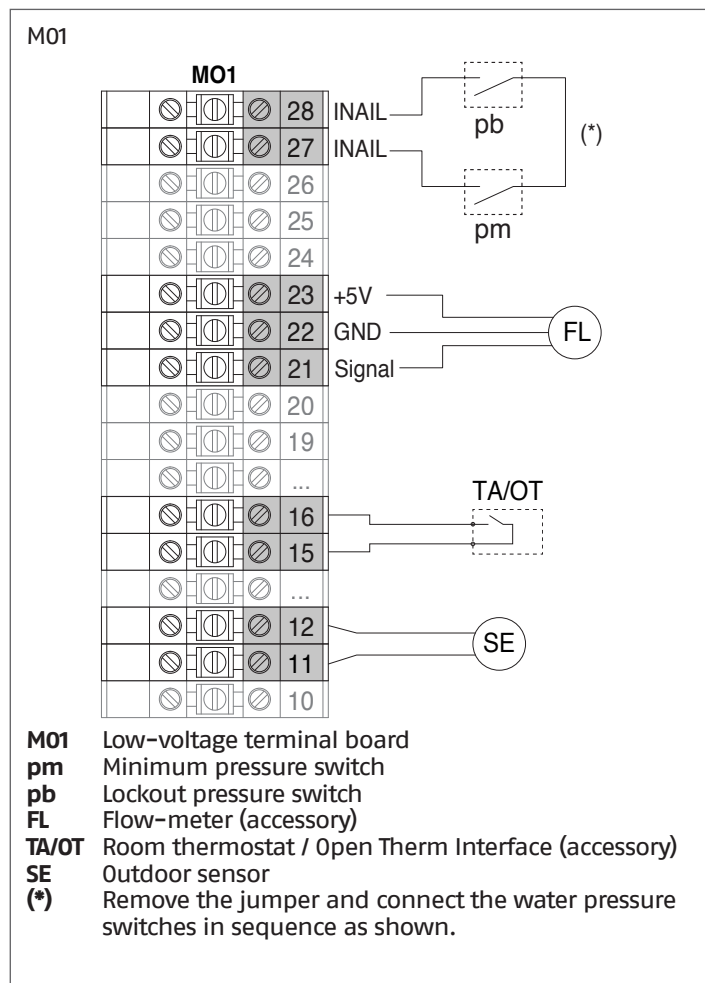 M01
MO1
28 INAIL
pb
(*)
27 INAIL
26
pm
25
24
23 +5V
22 GND
FL
21 Signal
20
19
...
TA/OT
16
15
...
12
SE
11
10
M01 Low-voltage terminal board
pm Minimum pressure switch
pb Lockout pressure switch
FL Flow-meter (accessory)
TA/OT Room thermostat / Open Therm Interface (accessory)
SE Outdoor sensor
(*) Remove the jumper and connect the water pressure
switches in sequence as shown.